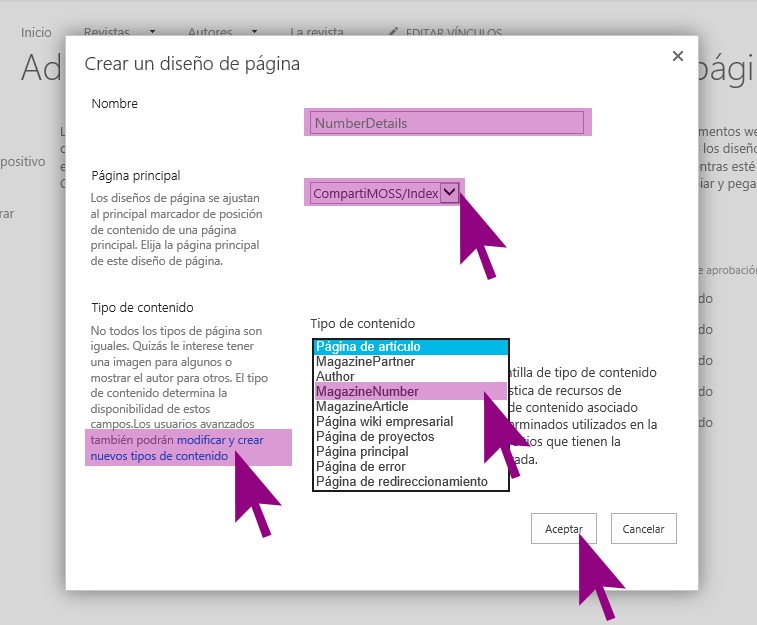 Inicio Revistas Autores La revista EDITAR VÍNCULOS
Ad
Crear un diseño de página
pági
Nombre
NumberDetails
mentos we
los diseño
positivo
ntras esté
iar y pega
rar
Página principal
Los diseños de página se ajustan
al principal marcador de posición
de contenido de una página
principal. Elija la página principal
de este diseño de página.
CompartiMOSS/Index
e aprobación
do
do
do
do
do
Tipo de contenido
No todos los tipos de página son
iguales. Quizás le interese tener
una imagen para algunos o
mostrar el autor para otros. El tipo
de contenido determina la
disponibilidad de estos
campos.Los usuarios avanzados
también podrán modificar y crear
nuevos tipos de contenido
Tipo de contenido
Página de artículo
MagazinePartner
Author
MagazineNumber
MagazineArticle
Página wiki empresarial
Página de proyectos
Página principal
Página de error
Página de redireccionamiento
ntilla de tipo de contenido
stica de recursos de
de contenido asociado
erminados utilizados en la
ios que tienen la
ada.
Aceptar Cancelar